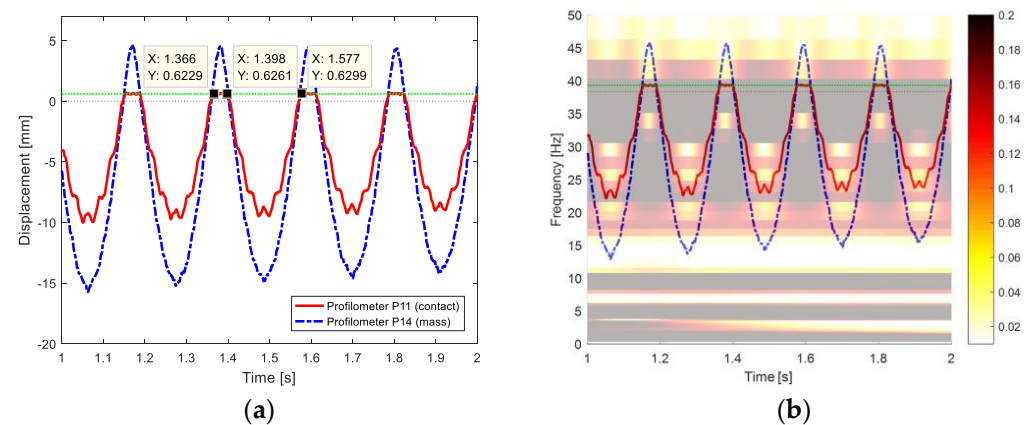 X: 1.366
Y: 0.6229
X: 1.398
Y: 0.6261
X: 1.577
Y: 0.6299
5
0
-5
-10
-15
-20
Displacement [mm]
Profilometer P11 (contact)
Profilometer P14 (mass)
1 1.1 1.2 1.3 1.4 1.5 1.6 1.7 1.8 1.9 2
Time [s]
(a)
50
45
40
35
30
25
20
15
10
5
0
Frequency [Hz]
1 1.2 1.4 1.6 1.8 2
Time [s]
0.2
0.18
0.16
0.14
0.12
0.1
0.08
0.06
0.04
0.02
(b)